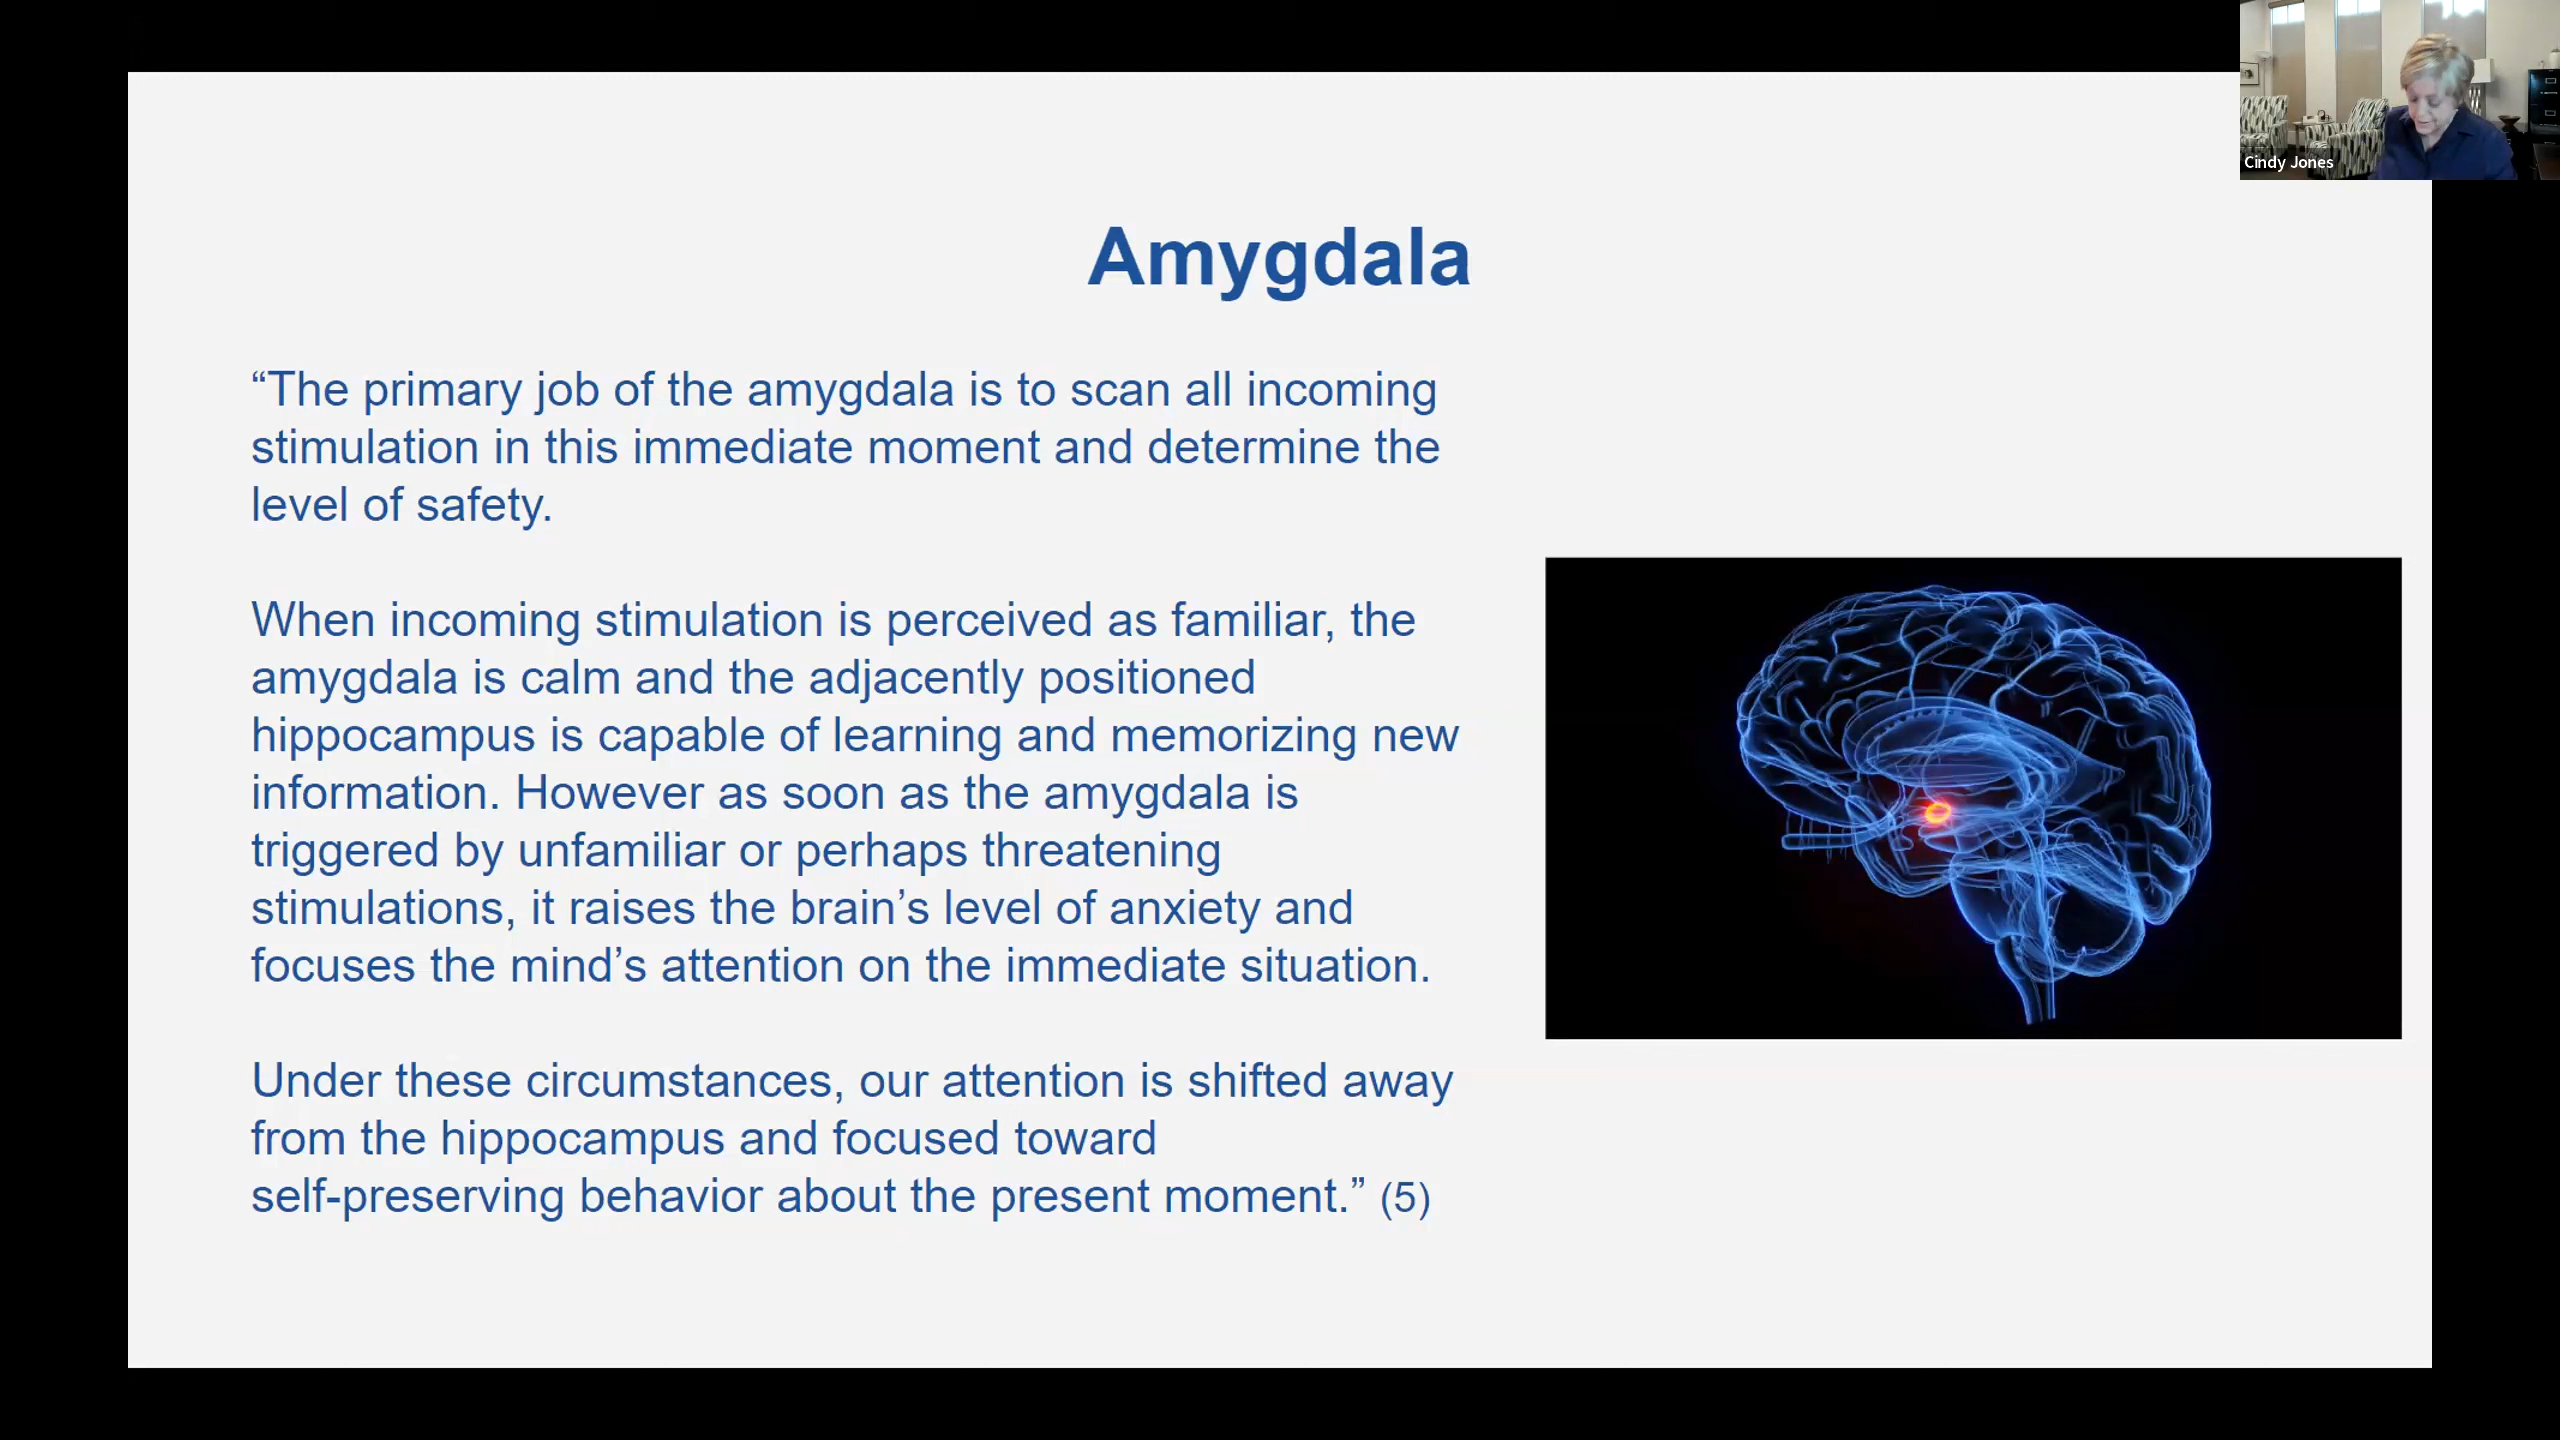 Cindy Jones
Amygdala
“The primary job of the amygdala is to scan all incoming
stimulation in this immediate moment and determine the
level of safety.
When incoming stimulation is perceived as familiar, the
amygdala is calm and the adjacently positioned
hippocampus is capable of learning and memorizing new
information. However as soon as the amygdala is
triggered by unfamiliar or perhaps threatening
stimulations, it raises the brain’s level of anxiety and
focuses the mind’s attention on the immediate situation.
Under these circumstances, our attention is shifted away
from the hippocampus and focused toward
self-preserving behavior about the present moment.” (5)